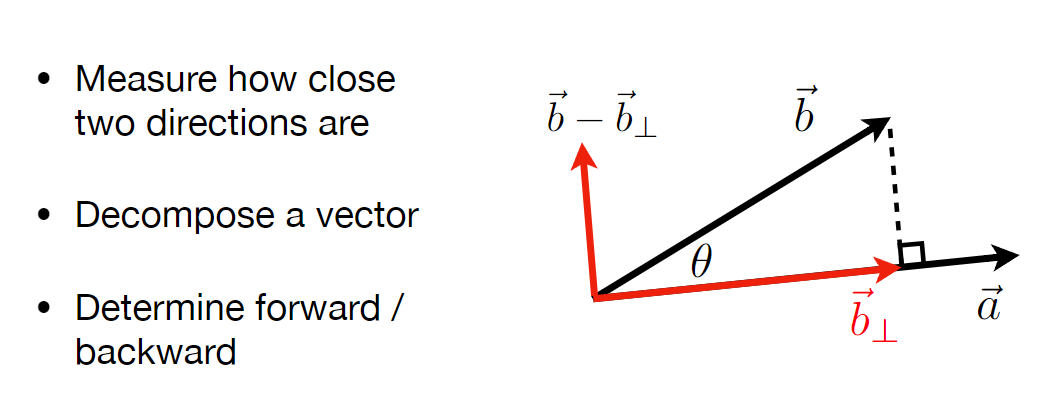 • Measure how close
two directions are
• Decompose a vector
• Determine forward /
backward
$\vec{b} - \vec{b}_\perp$
$\vec{b}$
$\theta$
$\vec{b}_\perp$
$\vec{a}$